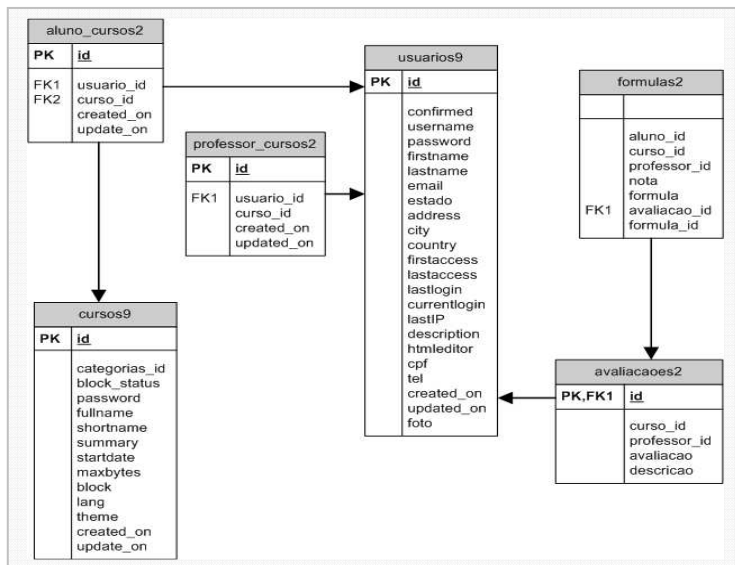 aluno_cursos2
PK id
FK1 usuario_id
FK2 curso_id
created_on
update_on
professor_cursos2
PK id
FK1 usuario_id
curso_id
created_on
updated_on
cursos9
PK id
categorias_id
block_status
password
fullname
shortname
summary
startdate
maxbytes
block
lang
theme
created_on
update_on
usuarios9
PK id
confirmed
username
password
firstname
lastname
email
estado
address
city
country
firstaccess
lastaccess
lastlogin
currentlogin
lastIP
description
htmleditor
cpf
tel
created_on
updated_on
foto
formulas2
aluno_id
curso_id
professor_id
nota
formula
FK1 avaliacao_id
formula_id
avaliacaoes2
PK,FK1 id
curso_id
professor_id
avaliacao
descricao